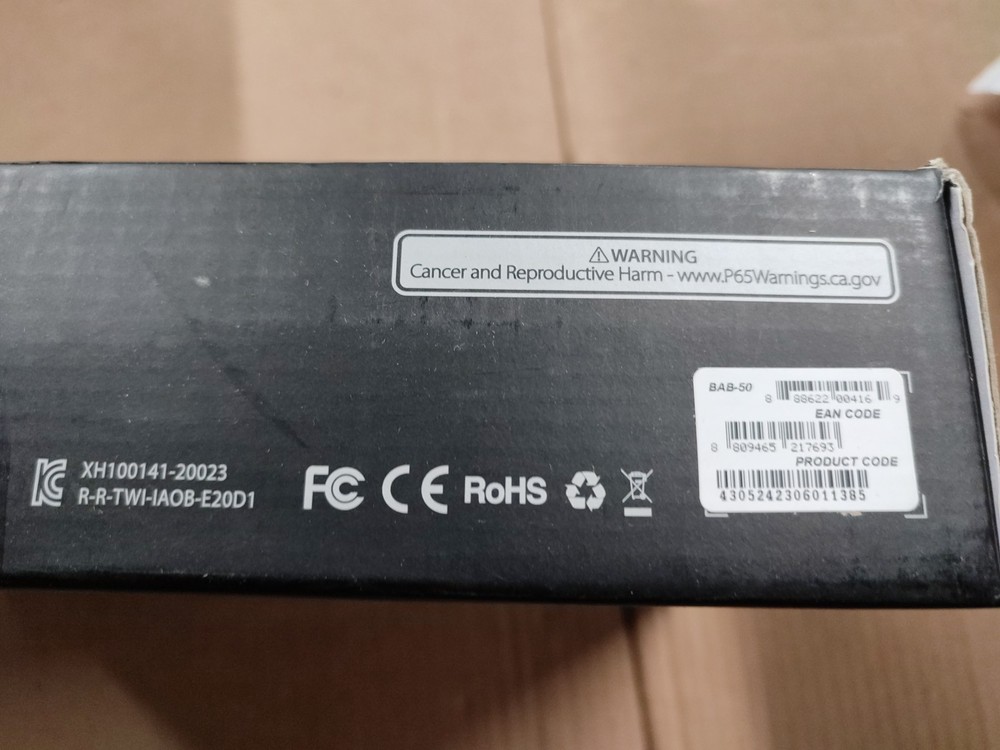 ⚠WARNING
Cancer and Reproductive Harm - www.P65Warnings.ca.gov
BAB-50
8 88622 00416 9
EAN CODE
8 809465 217693
PRODUCT CODE
4305242306011385
XH100141-20023
R-R-TWI-IAOB-E20D1
FC CE RoHS